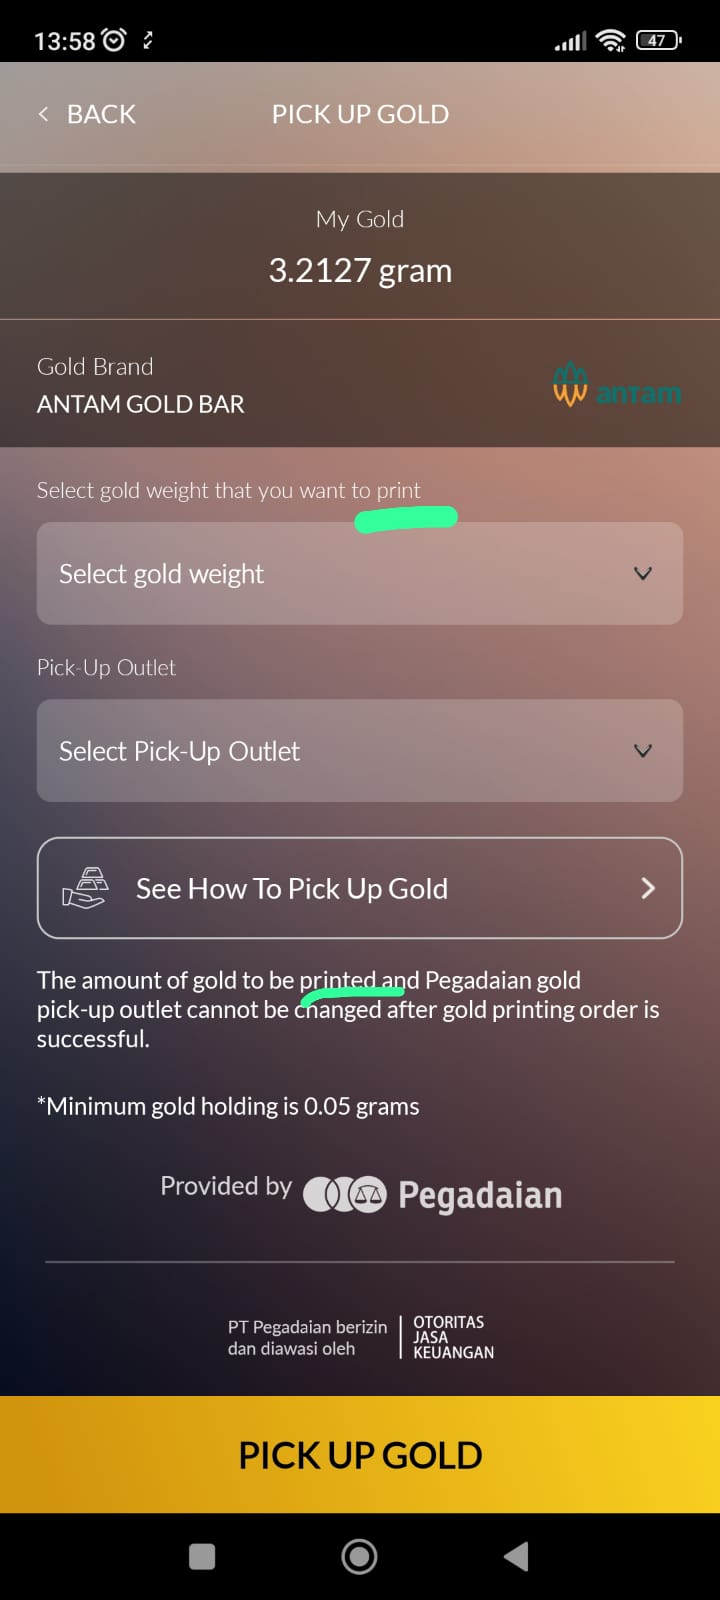 13:58
47
BACK
PICK UP GOLD
My Gold
3.2127 gram
Gold Brand
ANTAM GOLD BAR
antam
Select gold weight that you want to print
Select gold weight
Pick-Up Outlet
Select Pick-Up Outlet
See How To Pick Up Gold
The amount of gold to be printed and Pegadaian gold
pick-up outlet cannot be changed after gold printing order is
successful.
*Minimum gold holding is 0.05 grams
Provided by Pegadaian
PT Pegadaian berizin
dan diawasi oleh
OTORITAS
JASA
KEUANGAN
PICK UP GOLD